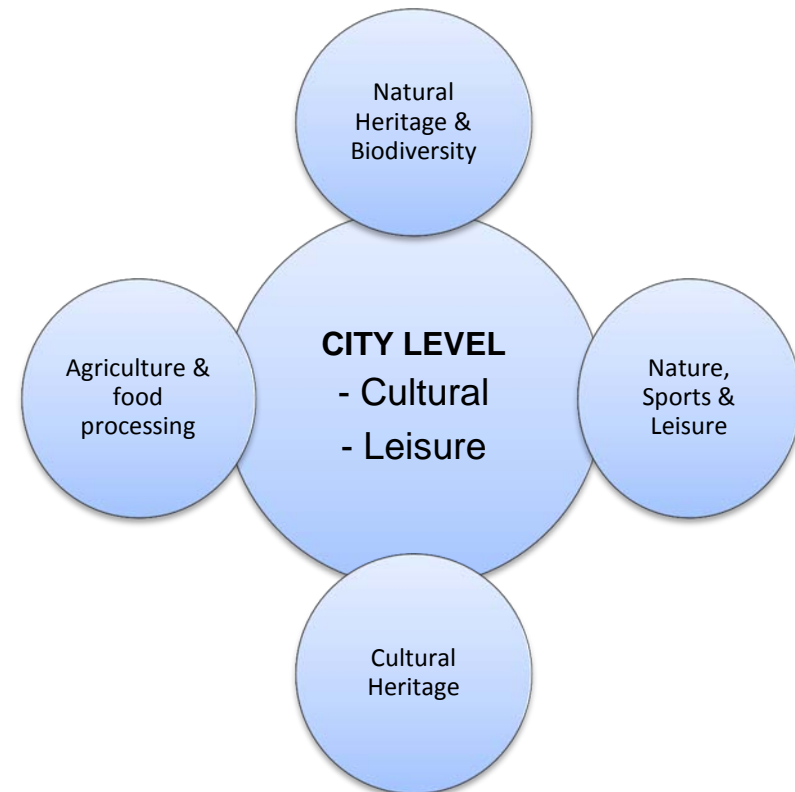 Natural
Heritage &
Biodiversity
CITY LEVEL
- Cultural
- Leisure
Agriculture &
food
processing
Nature,
Sports &
Leisure
Cultural
Heritage